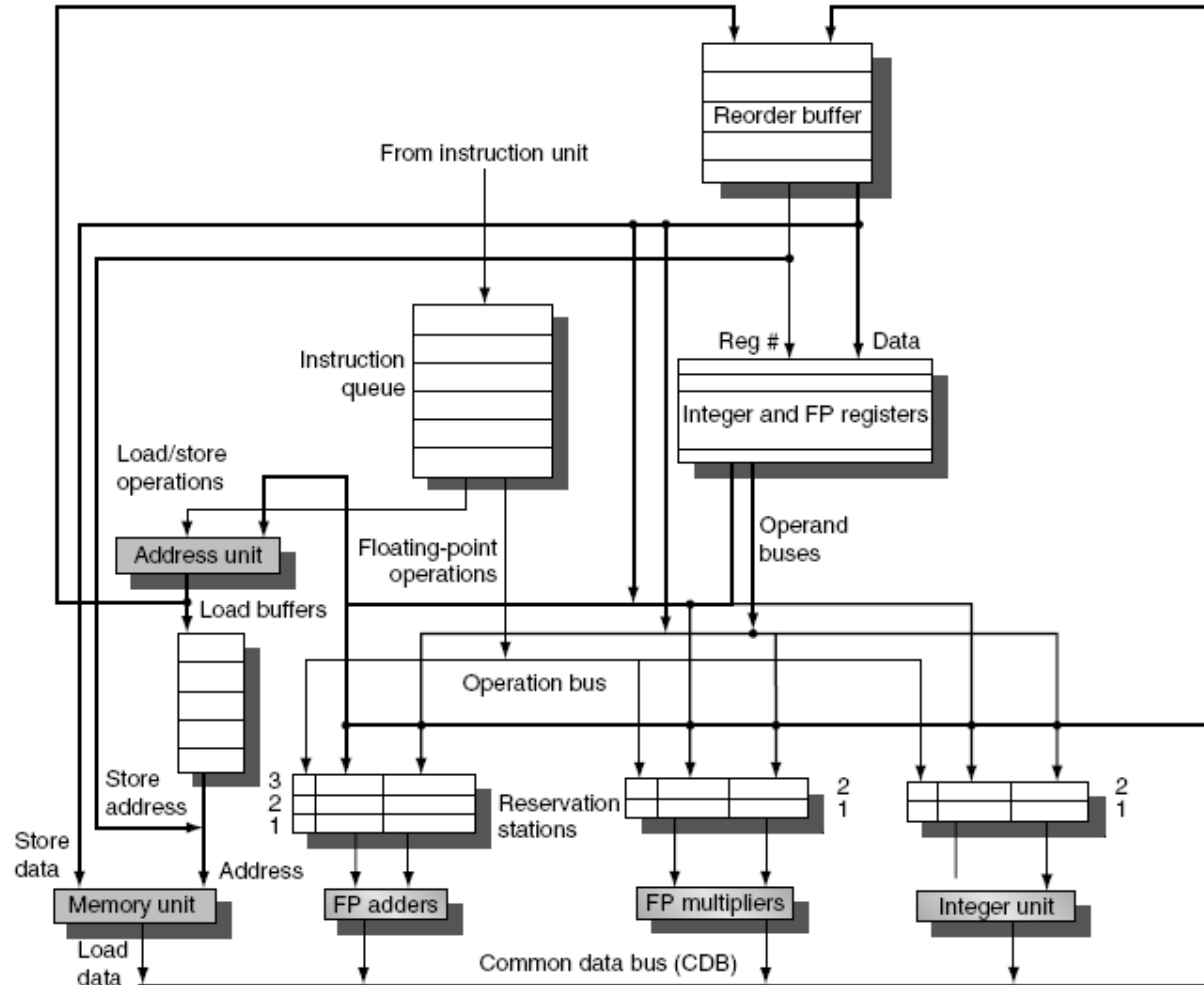 Reorder buffer
From instruction unit
Reg #
Data
Instruction
queue
Integer and FP registers
Load/store
operations
Operand
buses
Address unit
Floating-point
operations
Load buffers
Operation bus
Store
address
3
2
1
Reservation
stations
2
1
2
1
Store
data
Address
Memory unit
FP adders
FP multipliers
Integer unit
Load
data
Common data bus (CDB)